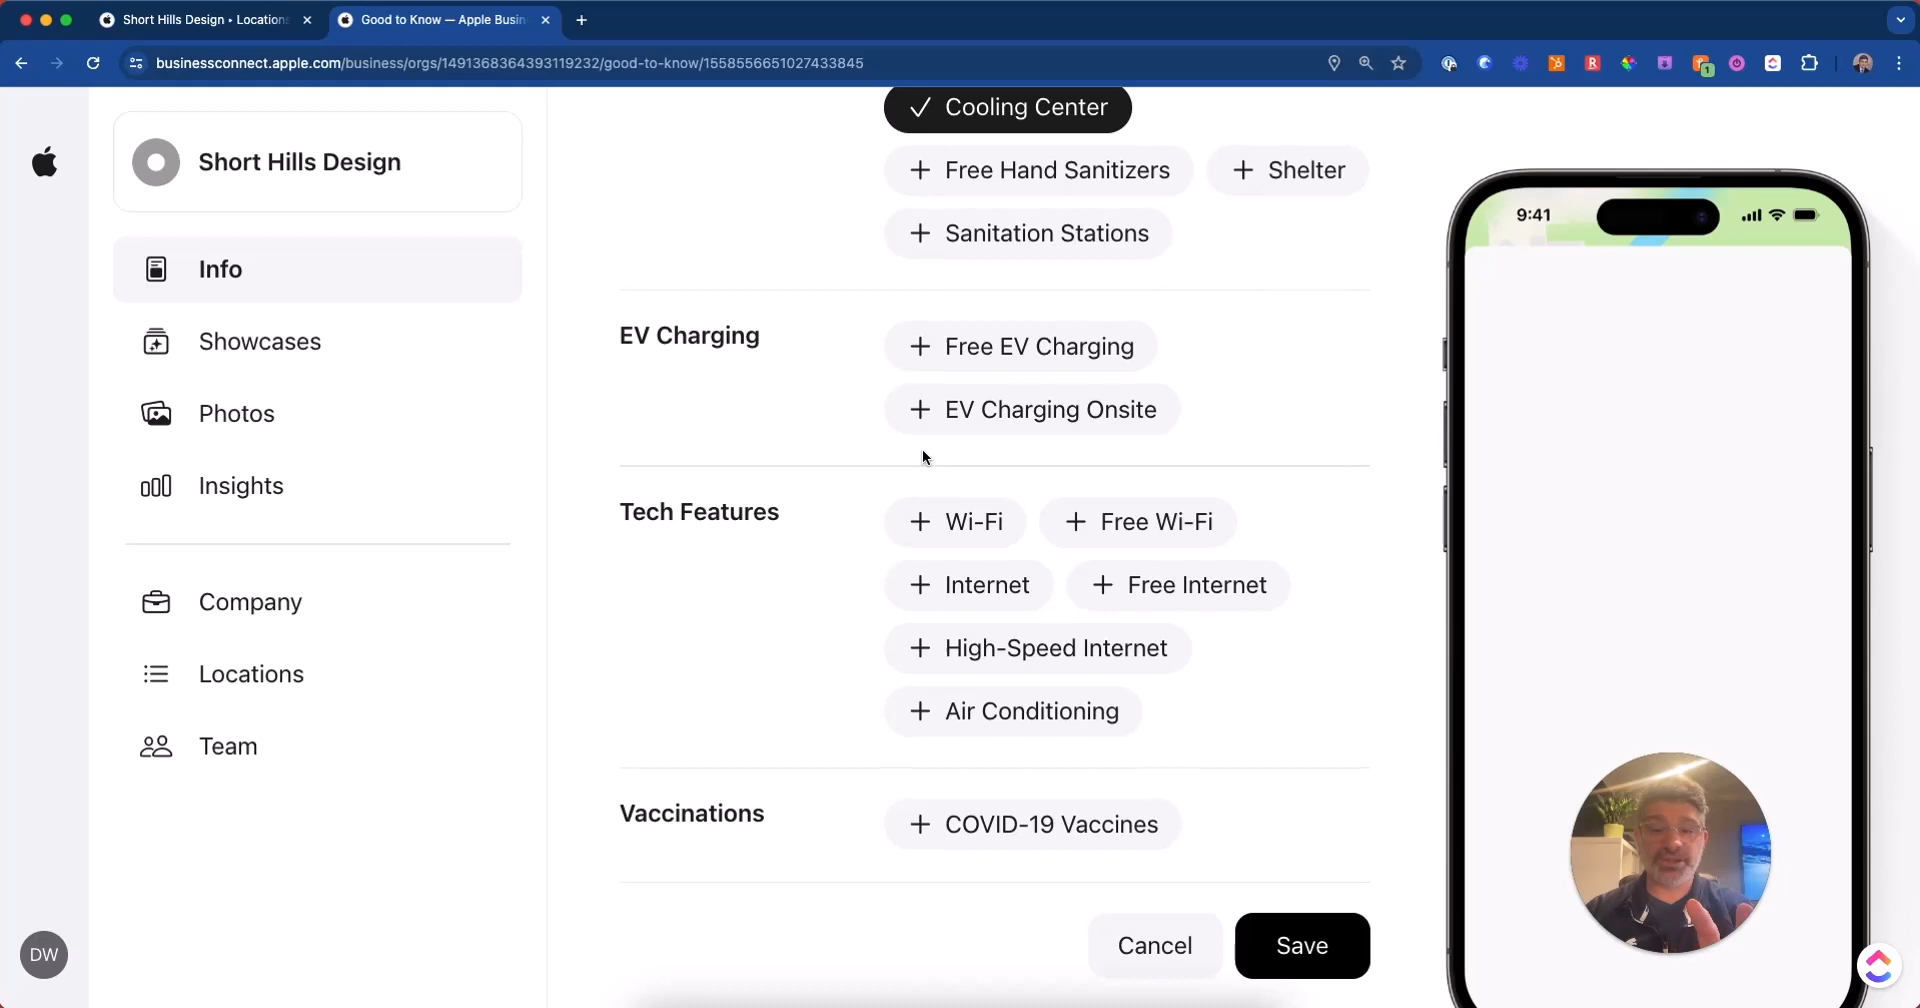 Short Hills Design • Location
Good to Know — Apple Busin
businessconnect.apple.com/business/orgs/1491368364393119232/good-to-know/1558556651027433845
1
Short Hills Design
Info
Showcases
Photos
Insights
Company
Locations
Team
DW
Cooling Center
Free Hand Sanitizers
Shelter
Sanitation Stations
EV Charging
Free EV Charging
EV Charging Onsite
Tech Features
Wi-Fi
Free Wi-Fi
Internet
Free Internet
High-Speed Internet
Air Conditioning
Vaccinations
COVID-19 Vaccines
Cancel
Save
9:41